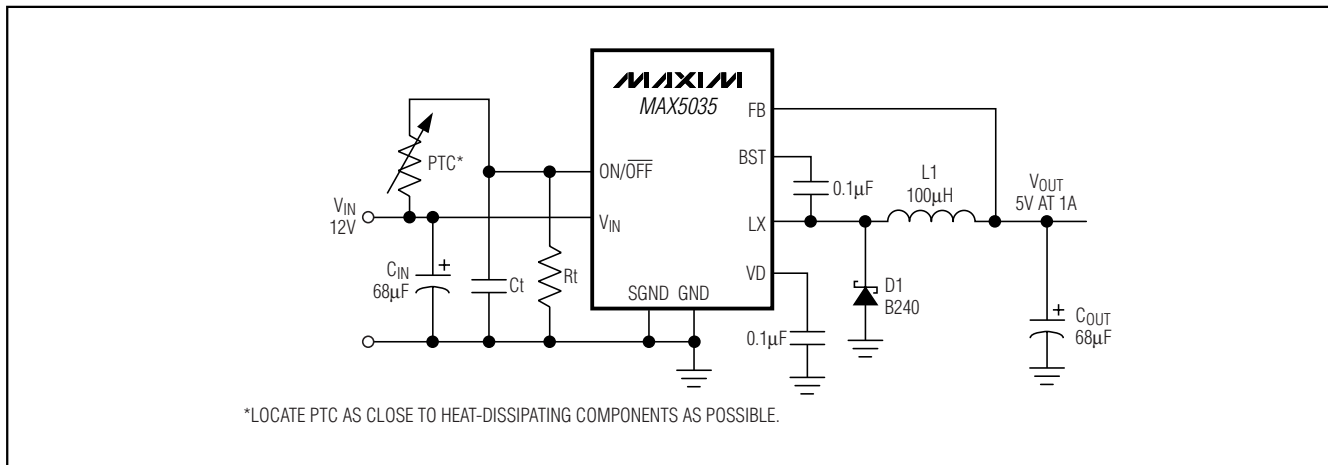 MAXIM
MAX5035
FB
BST
ON/OFF
VIN
LX
VD
SGND GND
PTC*
VIN
12V
CIN
68µF
+
Ct
Rt
0.1µF
L1
100µH
VOUT
5V AT 1A
D1
B240
0.1µF
+
COUT
68µF
*LOCATE PTC AS CLOSE TO HEAT-DISSIPATING COMPONENTS AS POSSIBLE.